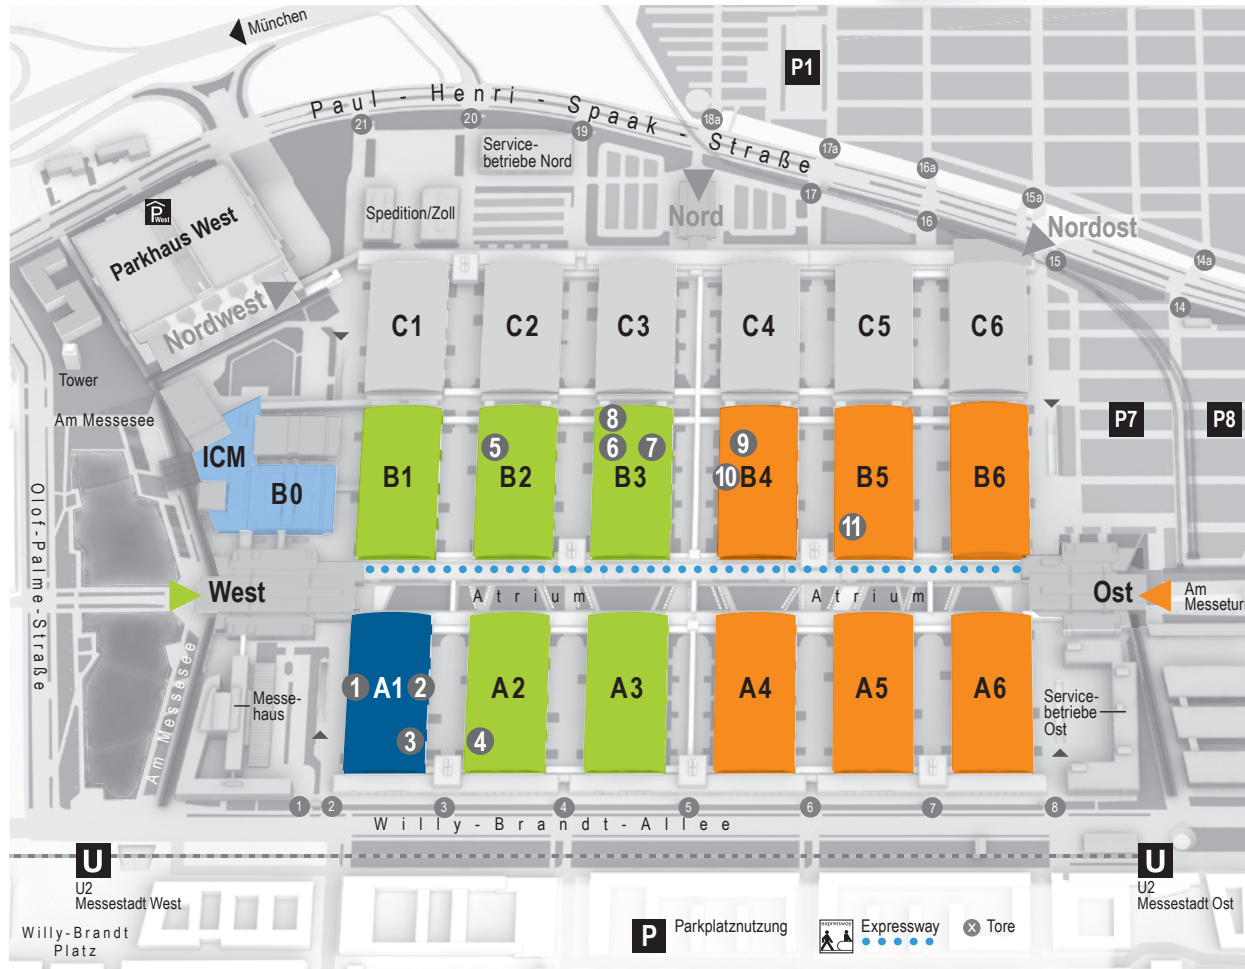 München
P1
Paul-Henri-Spaak-Straße
21
20
19
18a
17a
16a
15a
14a
17
16
15
14
Service-
betriebe Nord
Spedition/Zoll
Nord
Nordost
P
West
Parkhaus West
Nordwest
Tower
Am Messesee
C1
C2
C3
C4
C5
C6
P7
P8
ICM
B0
B1
B2
B3
B4
B5
B6
5
8
6
7
9
10
11
Olof-Palme-Straße
West
Atrium
Atrium
Ost
Am
Messeturm
A1
A2
A3
A4
A5
A6
1
2
3
4
Am Messesee
Messe-
haus
Service-
betriebe
Ost
1
2
3
4
5
6
7
8
Willy-Brandt-Allee
U
U2
Messestadt West
U
U2
Messestadt Ost
Willy-Brandt
Platz
P
Parkplatznutzung
expressway
Expressway
x
Tore